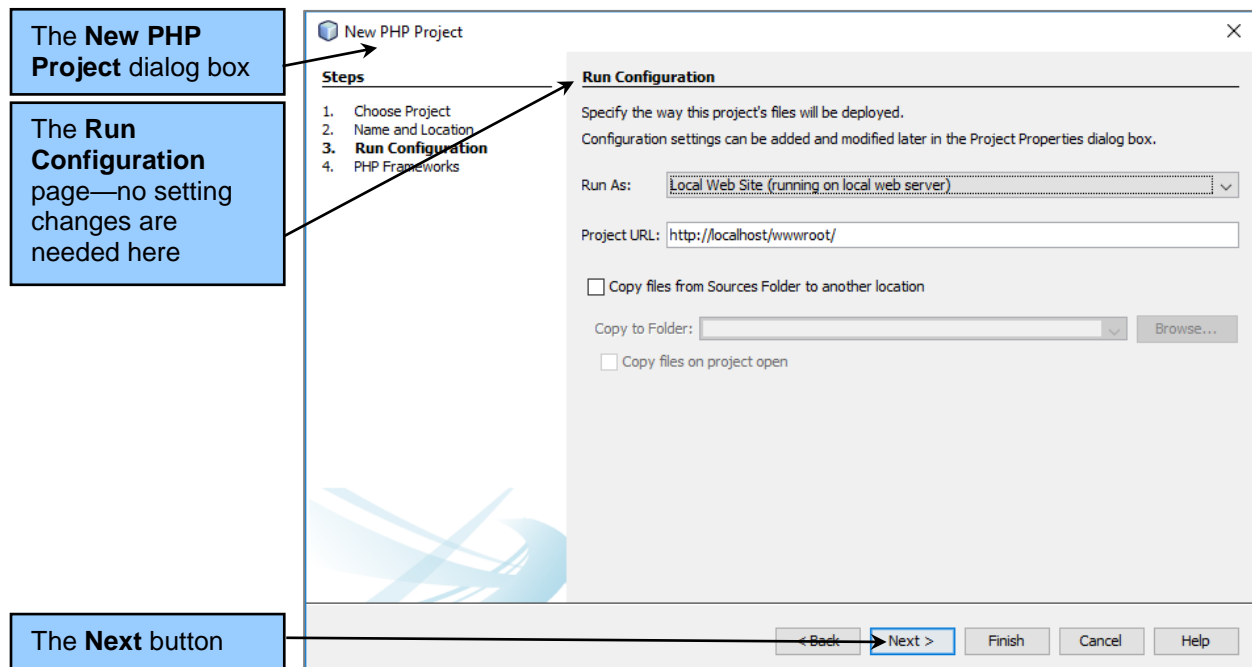 The New PHP
Project dialog box
The Run
Configuration
page—no setting
changes are
needed here
The Next button
New PHP Project
Steps
1. Choose Project
2. Name and Location
3. Run Configuration
4. PHP Frameworks
Run Configuration
Specify the way this project's files will be deployed.
Configuration settings can be added and modified later in the Project Properties dialog box.
Run As: Local Web Site (running on local web server)
Project URL: http://localhost/wwwroot/
Copy files from Sources Folder to another location
Copy to Folder: Browse...
Copy files on project open
< Back Next > Finish Cancel Help